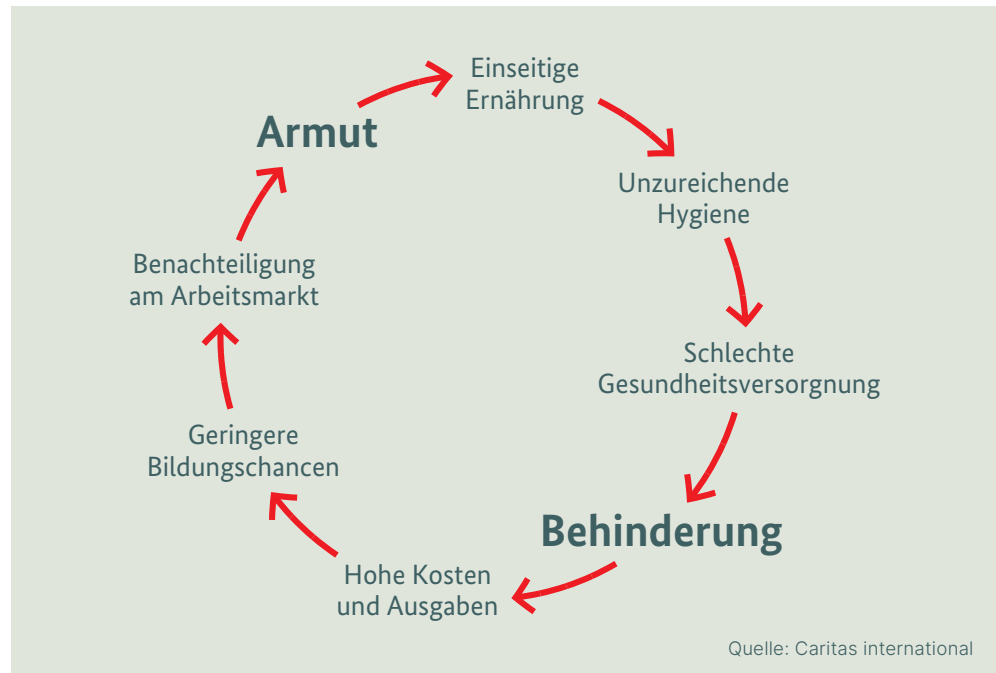 Armut
Einseitige
Ernährung
Unzureichende
Hygiene
Schlechte
Gesundheitsversorgnung
Behinderung
Hohe Kosten
und Ausgaben
Geringere
Bildungschancen
Benachteiligung
am Arbeitsmarkt
Quelle: Caritas international